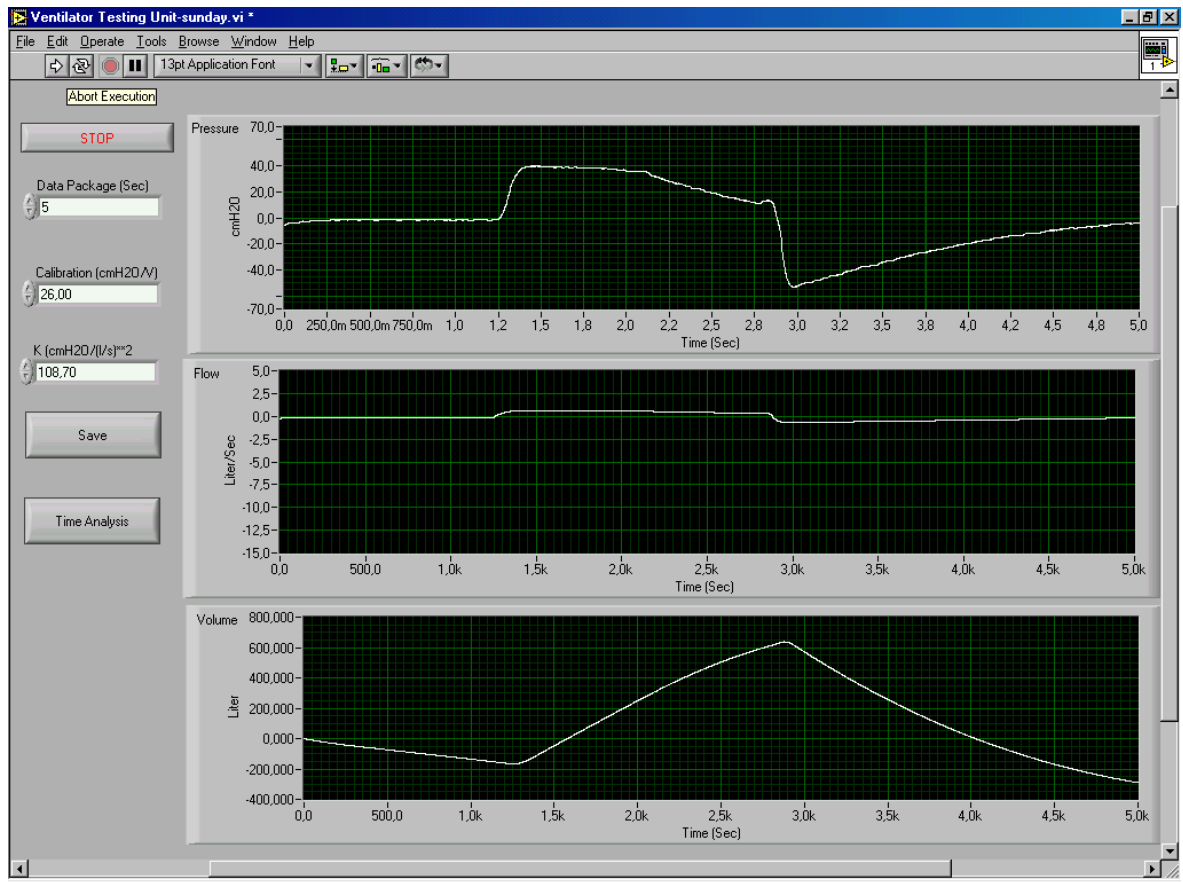 Ventilator Testing Unit-sunday.vi *
File Edit Operate Tools Browse Window Help
13pt Application Font
1
Abort Execution
STOP
Data Package (Sec)
5
Calibration (cmH2O/V)
26,00
K (cmH2O/(l/s)**2
108,70
Save
Time Analysis
Pressure
70,0
40,0
20,0
0,0
-20,0
-40,0
-70,0
cmH2O
0,0 250,0m 500,0m 750,0m 1,0 1,2 1,5 1,8 2,0 2,2 2,5 2,8 3,0 3,2 3,5 3,8 4,0 4,2 4,5 4,8 5,0
Time (Sec)
Flow
5,0
2,5
0,0
-2,5
-5,0
-7,5
-10,0
-12,5
-15,0
Liter/Sec
0,0 500,0 1,0k 1,5k 2,0k 2,5k 3,0k 3,5k 4,0k 4,5k 5,0k
Time (Sec)
Volume
800,000
600,000
400,000
200,000
0,000
-200,000
-400,000
Liter
0,0 500,0 1,0k 1,5k 2,0k 2,5k 3,0k 3,5k 4,0k 4,5k 5,0k
Time (Sec)